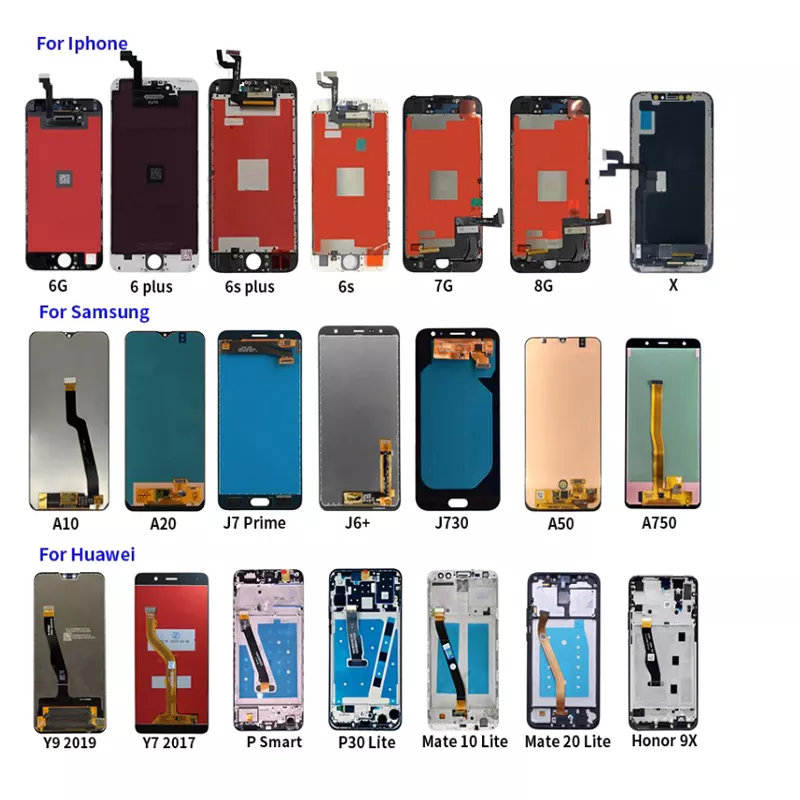 For Iphone
6G
6 plus
6s plus
6s
7G
8G
X
For Samsung
A10
A20
J7 Prime
J6+
J730
A50
A750
For Huawei
Y9 2019
Y7 2017
P Smart
P30 Lite
Mate 10 Lite
Mate 20 Lite
Honor 9X